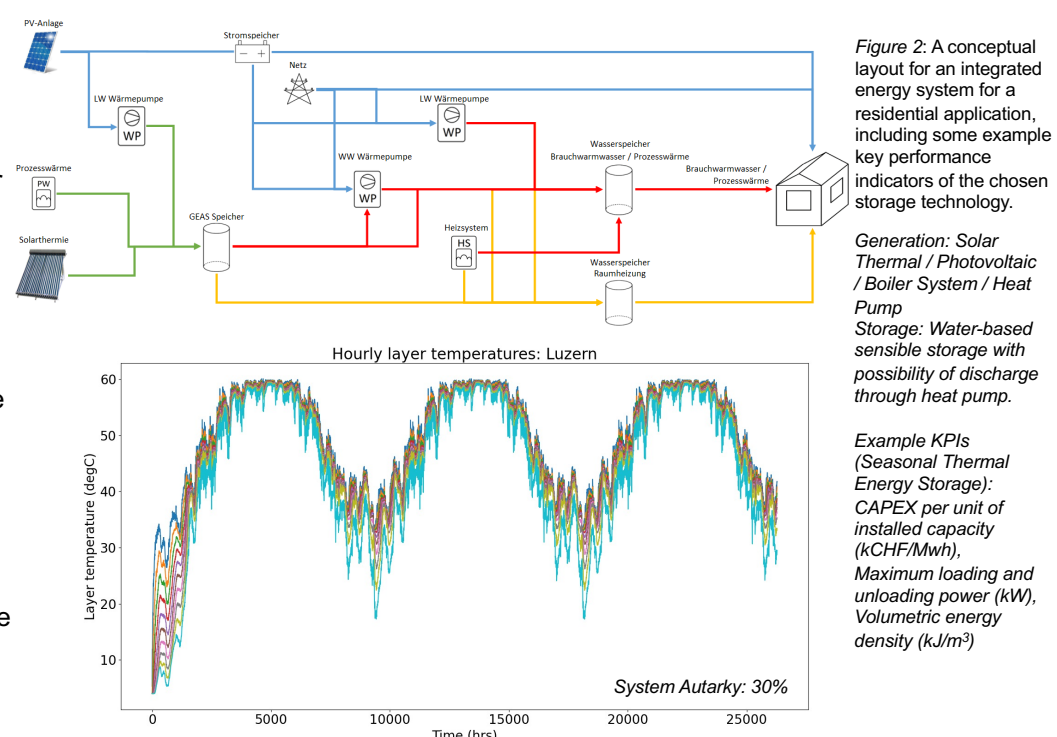 PV-Anlage
Stromspeicher
Netz
LW Wärmepumpe
WP
LW Wärmepumpe
WP
Prozesswärme
PW
WW Wärmepumpe
WP
Wasserspeicher
Brauchwarmwasser / Prozesswärme
Brauchwarmwasser /
Prozesswärme
GEAS Speicher
Solarthermie
Heizsystem
HS
Wasserspeicher
Raumheizung
Figure 2: A conceptual
layout for an integrated
energy system for a
residential application,
including some example
key performance
indicators of the chosen
storage technology.
Generation: Solar
Thermal / Photovoltaic
/ Boiler System / Heat
Pump
Storage: Water-based
sensible storage with
possibility of discharge
through heat pump.
Example KPIs
(Seasonal Thermal
Energy Storage):
CAPEX per unit of
installed capacity
(kCHF/Mwh),
Maximum loading and
unloading power (kW),
Volumetric energy
density (kJ/m³)
Hourly layer temperatures: Luzern
Layer temperature (degC)
60
50
40
30
20
10
System Autarky: 30%
0 5000 10000 15000 20000 25000
Time (hrs)
e
e